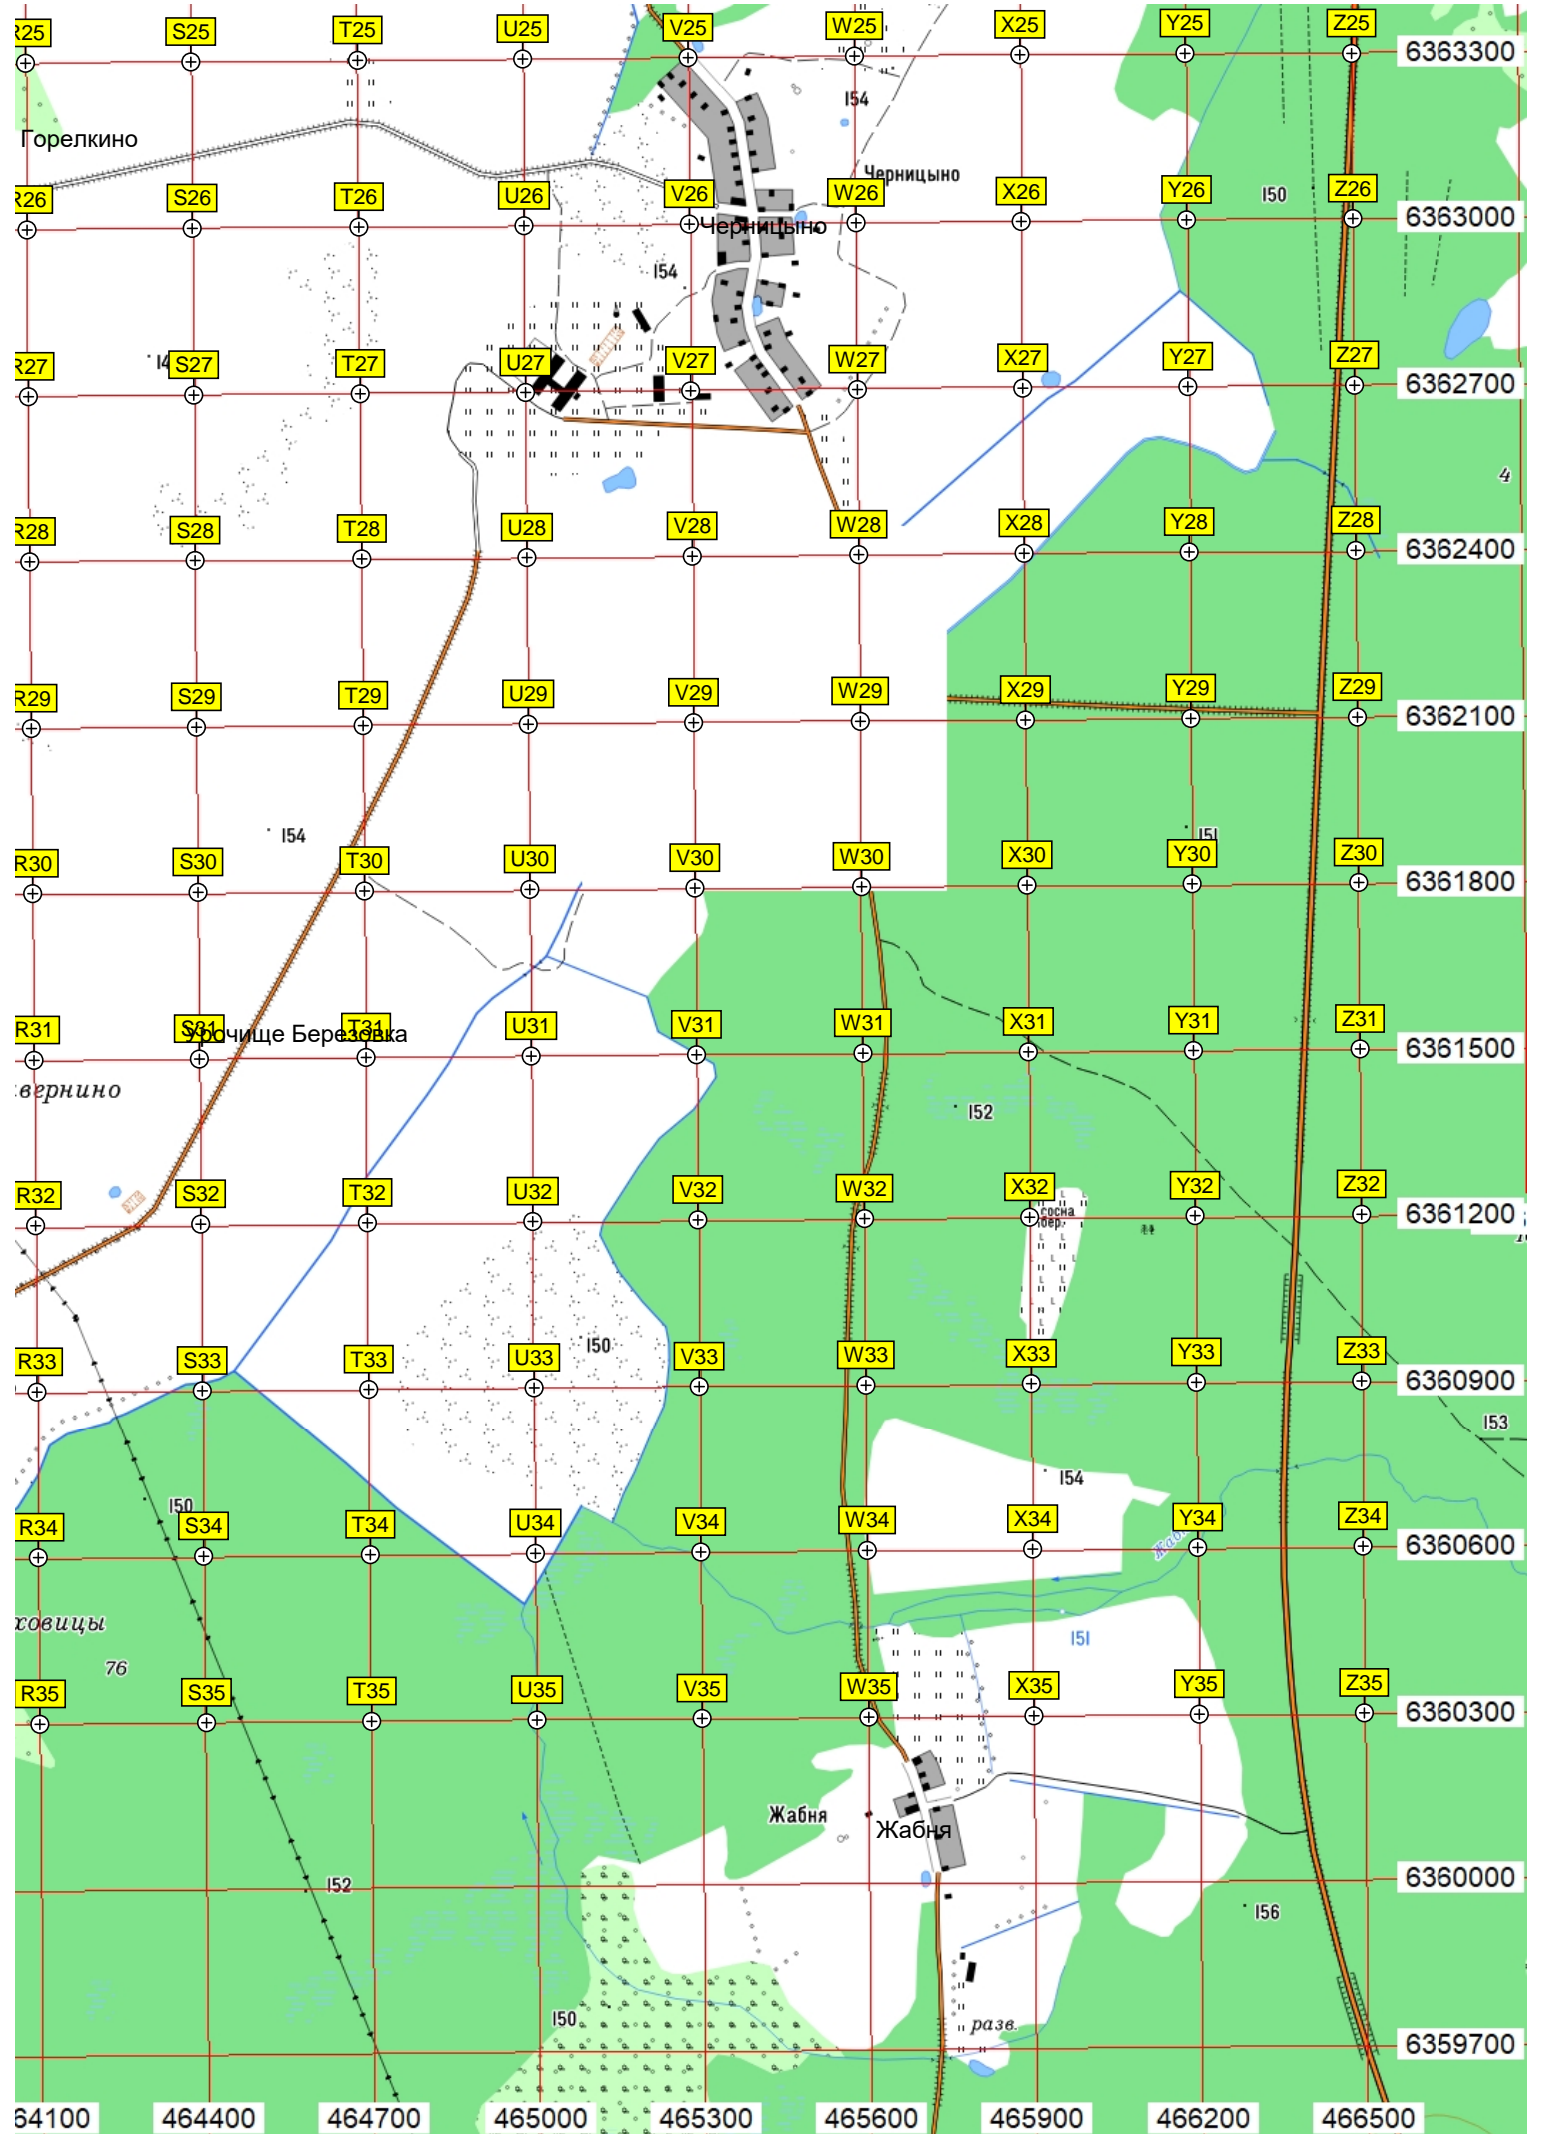 R25 S25 T25 U25 V25 W25 X25 Y25 Z25
6363300
154
Горелкино
Черницыно
R26 S26 T26 U26 V26 W26 X26 Y26 Z26
150
6363000
Черницыно
154
R27 S27 T27 U27 V27 W27 X27 Y27 Z27
6362700
4
R28 S28 T28 U28 V28 W28 X28 Y28 Z28
6362400
R29 S29 T29 U29 V29 W29 X29 Y29 Z29
6362100
154
151
R30 S30 T30 U30 V30 W30 X30 Y30 Z30
6361800
R31 S31 T31 U31 V31 W31 X31 Y31 Z31
Урочище Березовка
6361500
вернино
152
R32 S32 T32 U32 V32 W32 X32 Y32 Z32
сосна
бер.
6361200
150
R33 S33 T33 U33 V33 W33 X33 Y33 Z33
6360900
153
154
150
R34 S34 T34 U34 V34 W34 X34 Y34 Z34
Жаб
6360600
ховицы
151
76
R35 S35 T35 U35 V35 W35 X35 Y35 Z35
6360300
Жабня
Жабня
6360000
152
156
150
разв.
6359700
64100 464400 464700 465000 465300 465600 465900 466200 466500